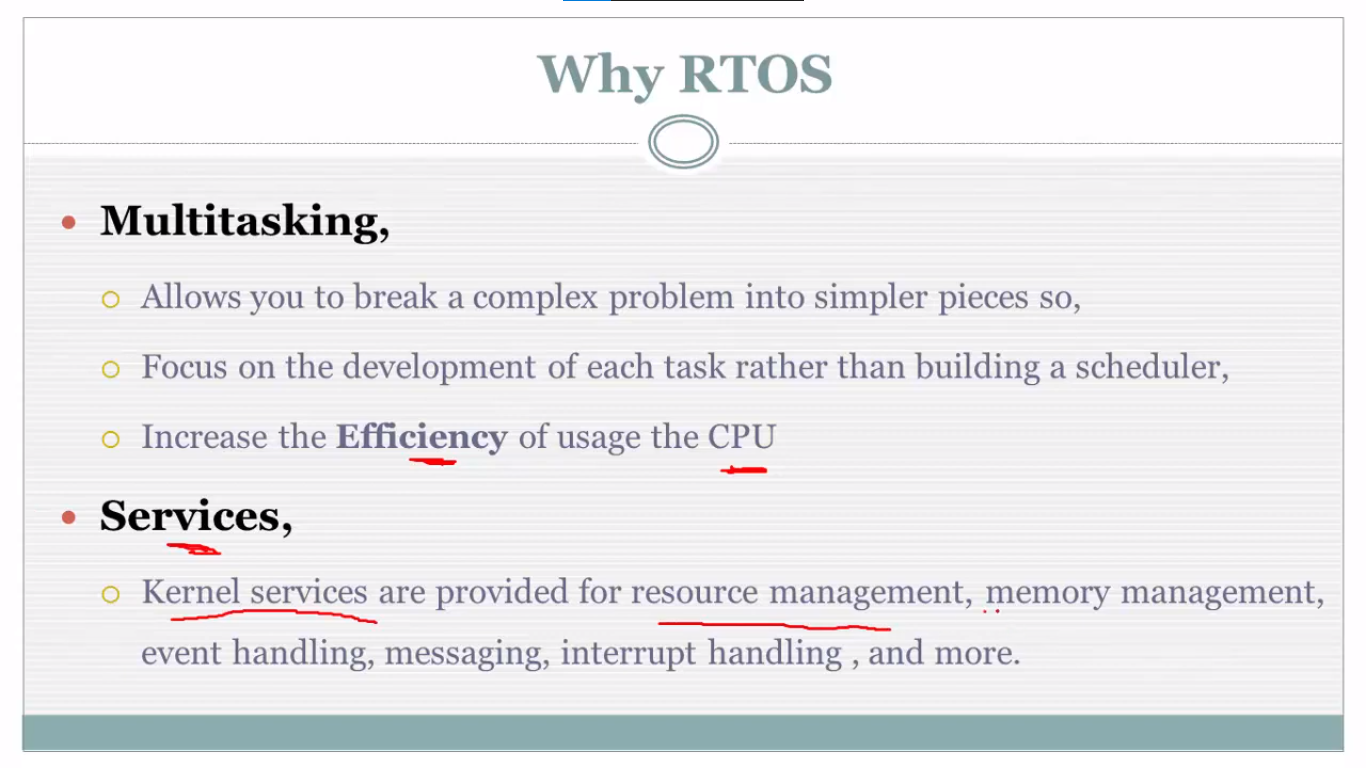 Why RTOS
Multitasking,
Allows you to break a complex problem into simpler pieces so,
Focus on the development of each task rather than building a scheduler,
Increase the Efficiency of usage the CPU
Services,
Kernel services are provided for resource management, memory management,
event handling, messaging, interrupt handling , and more.